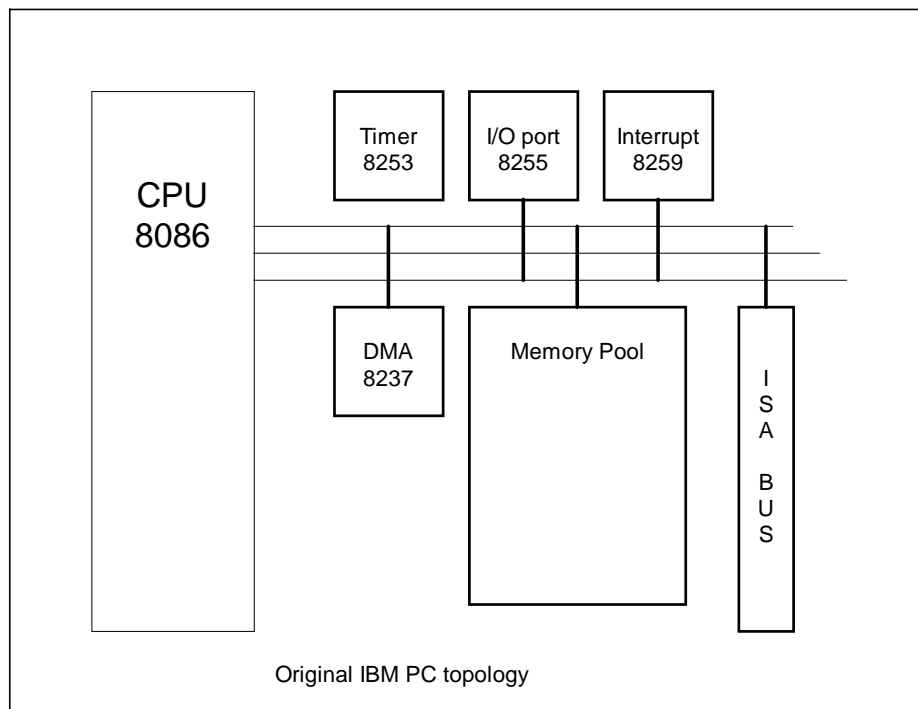 Timer
8253
I/O port
8255
Interrupt
8259
CPU
8086
DMA
8237
Memory Pool
I
S
A
B
U
S
Original IBM PC topology